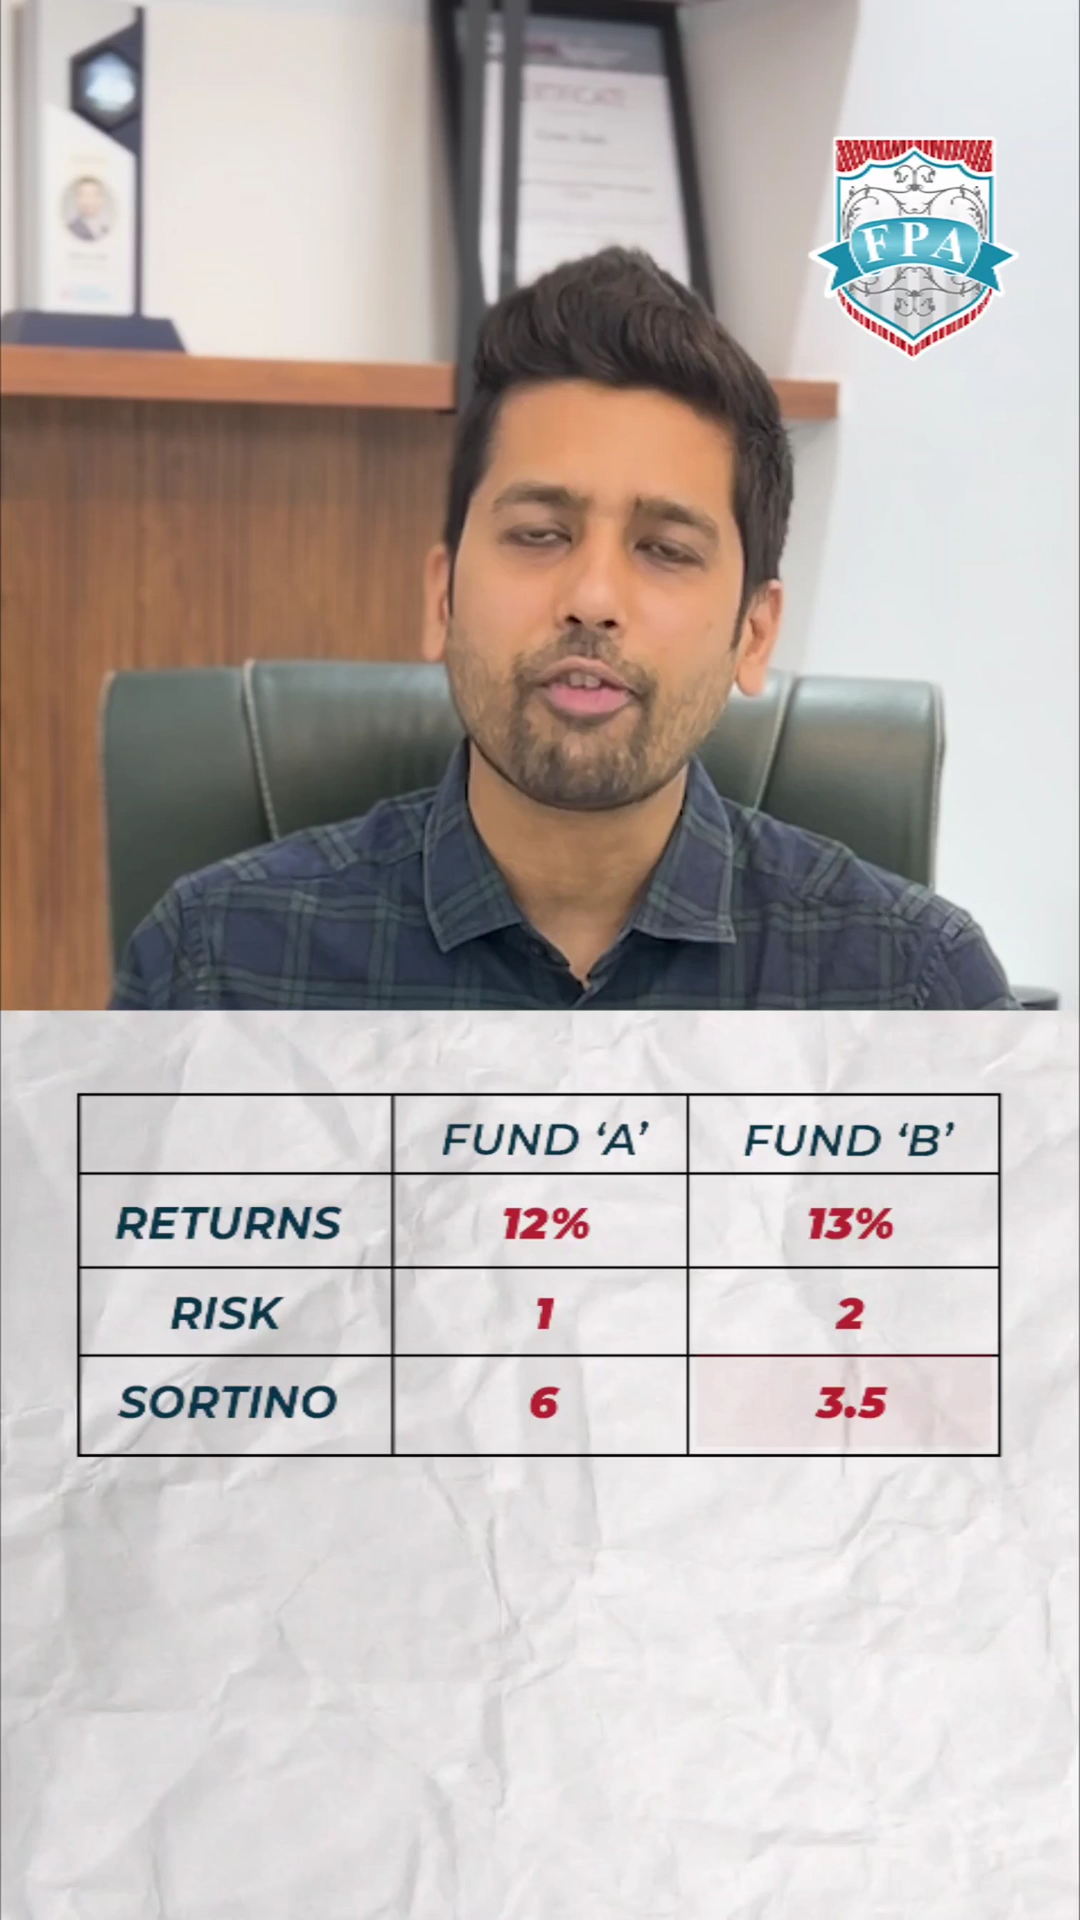 FPA
FUND ‘A’ FUND ‘B’
RETURNS 12% 13%
RISK 1 2
SORTINO 6 3.5